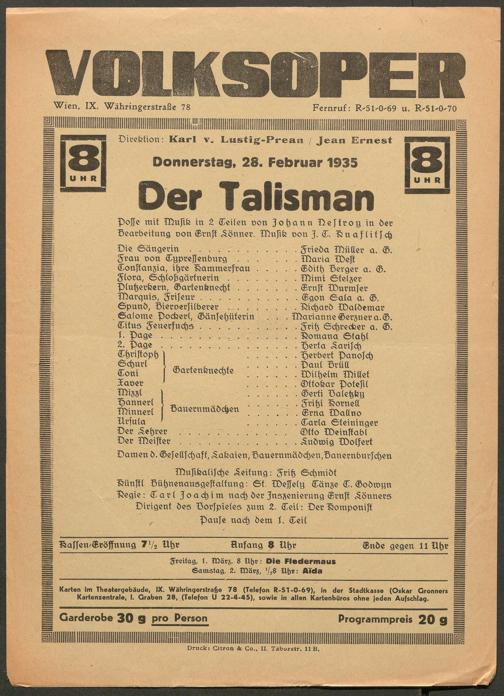 VOLKSOPER
Wien, IX. Währingerstraße 78 Fernruf: R-51-0-69 u. R-51-0-70
8 UHR
Direktion: Karl v. Lustig-Prean / Jean Ernest
8 UHR
Donnerstag, 28. Februar 1935
Der Talisman
Posse mit Musik in 2 Teilen von Johann Nestroy in der
Bearbeitung von Ernst Lönner. Musik von J. C. Knaflitsch
Die Sängerin . . . Frieda Müller a. G.
Frau von Cypressenburg . . . Maria West
Constanzia, ihre Kammerfrau . . . Edith Berger a. G.
Flora, Schloßgärtnerin . . . Mimi Stelzer
Plutzerkern, Gartenknecht . . . Ernst Wurmser
Marquis, Friseur . . . Egon Sala a. G.
Spund, Bierversilberer . . . Richard Waldemar
Salome Pockerl, Gänsehüterin . . . Marianne Gerzner a. G.
Titus Feuerfuchs . . . Fritz Schrecker a. G.
1. Page . . . Romana Stahl
2. Page . . . Herta Karisch
Christoph . . . Herbert Panosch
Schurl . . . Paul Brüll
Toni Gartenknechte . . . Wilhelm Millet
Xaver . . . Ottokar Potesil
Mizzl . . . Gerti Baletzky
Hannerl . . . Fritzi Kornell
Minnerl Bauernmädchen . . . Erna Wallno
Ursula . . . Carla Steininger
Der Lehrer . . . Otto Weinstabl
Der Meister . . . Ludwig Wolfert
Damen d. Gesellschaft, Lakaien, Bauernmädchen, Bauernburschen
Musikalische Leitung: Fritz Schmidt
Künstl. Bühnenausgestaltung: St. Wessely Tänze C. Godwyn
Regie: Carl Joachim nach der Inszenierung Ernst Lönners
Dirigent des Vorspieles zum 2. Teil: Der Komponist
Pause nach dem 1. Teil
Kassen-Eröffnung 7½ Uhr Anfang 8 Uhr Ende gegen 11 Uhr
Freitag, 1. März, 8 Uhr: Die Fledermaus
Samstag, 2. März, ½8 Uhr: Aïda
Karten im Theatergebäude, IX. Währingerstraße 78 (Telefon R-51-0-69), in der Stadtkasse (Oskar Gronners
Kartenzentrale, I. Graben 28, (Telefon U 22-4-45), sowie in allen Kartenbüros ohne jeden Aufschlag.
Garderobe 30 g pro Person Programmpreis 20 g
Druck: Citron & Co., II. Taborstr. 11 B.